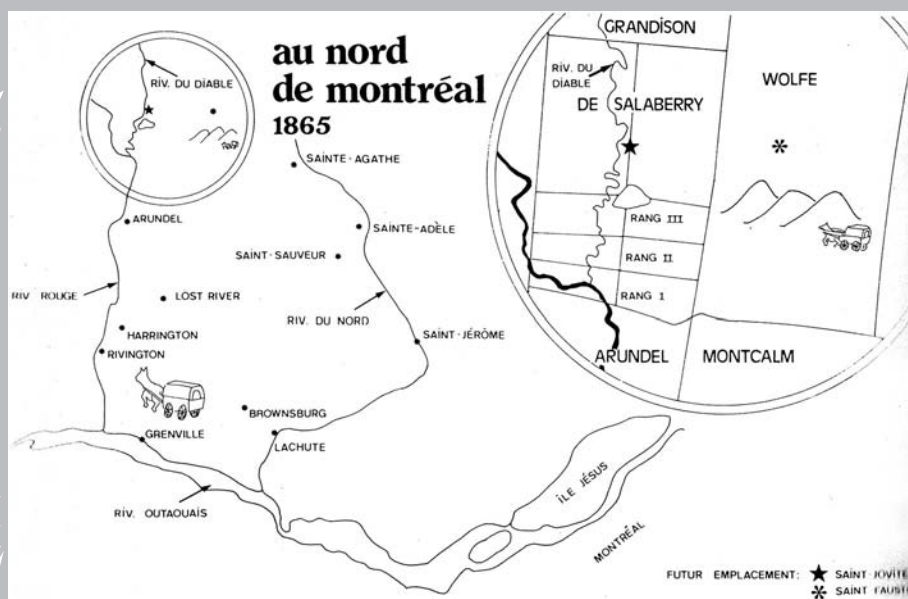 au nord
de montréal
1865
RIV. DU DIABLE
SAINTE-AGATHE
ARUNDEL
SAINTE-ADÈLE
SAINT-SAUVEUR
RIV. ROUGE
LOST RIVER
RIV. DU NORD
HARRINGTON
SAINT-JÉRÔME
RIVINGTON
BROWNSBURG
GRENVILLE
LACHUTE
RIV. OUTAOUAIS
ÎLE JÉSUS
MONTRÉAL
GRANDISON
RIV. DU
DIABLE
WOLFE
DE SALABERRY
RANG III
RANG II
RANG I
ARUNDEL
MONTCALM
FUTUR EMPLACEMENT: ★ SAINT-JOVITE
* SAINT